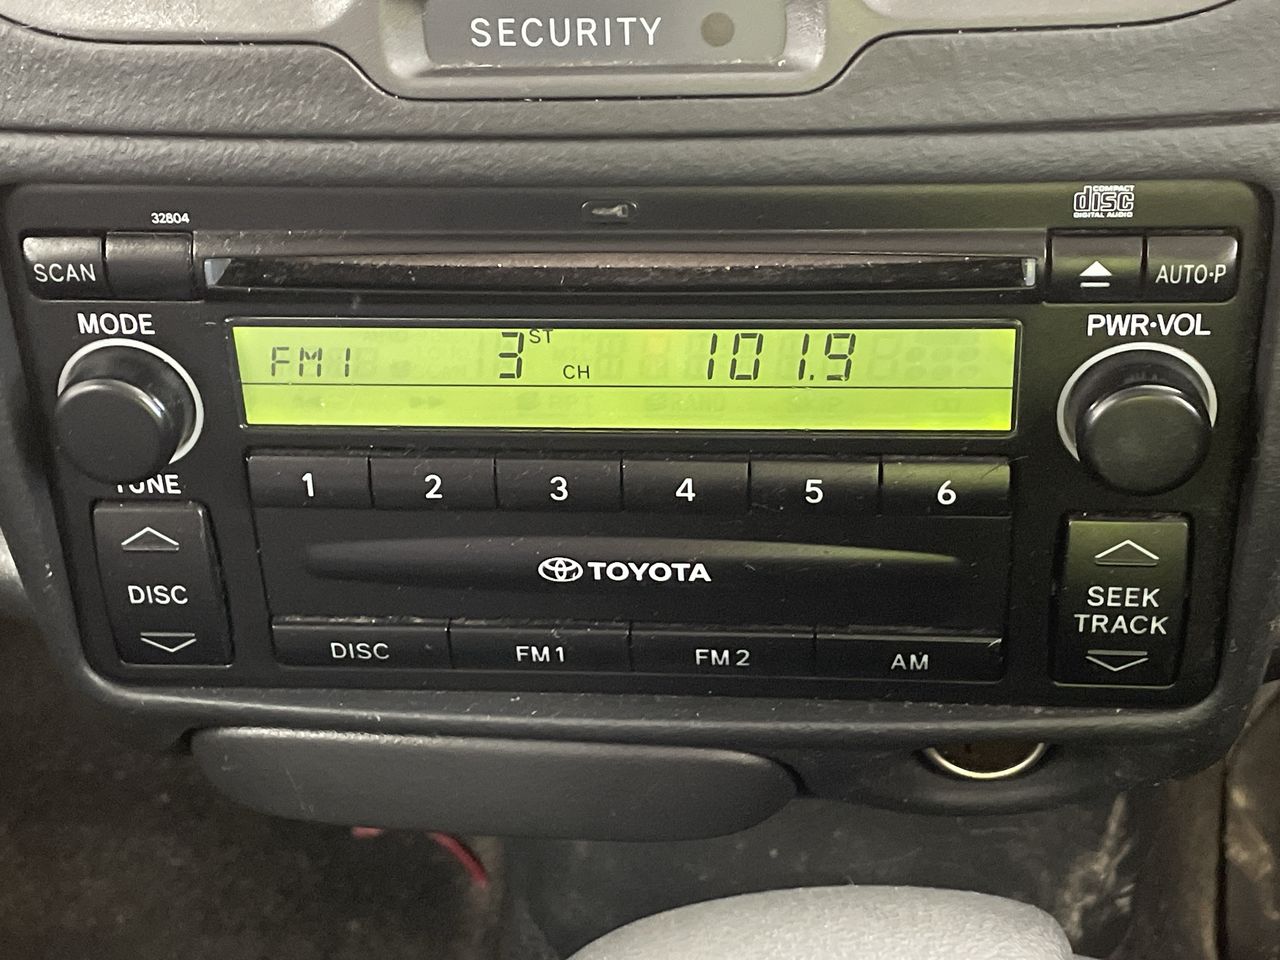 SECURITY
32804
COMPACT
disc
DIGITAL AUDIO
SCAN
AUTO·P
MODE
PWR·VOL
FM1 3 ST CH 101.9
TUNE
1 2 3 4 5 6
DISC
TOYOTA
SEEK
TRACK
DISC FM1 FM2 AM